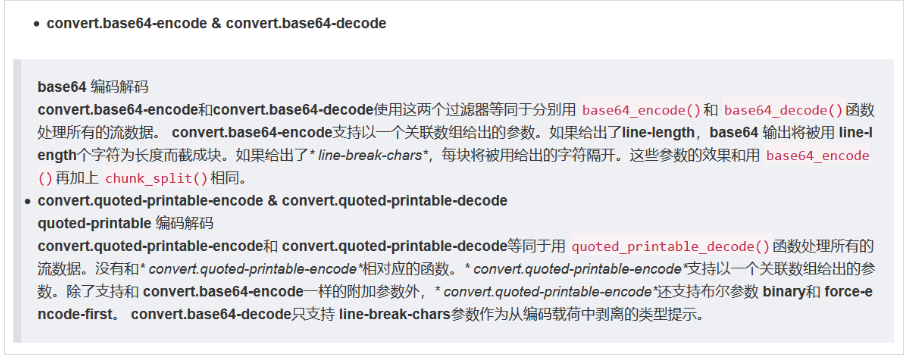 convert.base64-encode & convert.base64-decode
base64 编码解码
convert.base64-encode和convert.base64-decode使用这两个过滤器等同于分别用 base64_encode()和 base64_decode()函数
处理所有的流数据。 convert.base64-encode支持以一个关联数组给出的参数。如果给出了line-length，base64 输出将被用 line-l
ength个字符为长度而截成块。如果给出了* line-break-chars*，每块将被用给出的字符隔开。这些参数的效果和用 base64_encode
()再加上 chunk_split()相同。
convert.quoted-printable-encode & convert.quoted-printable-decode
quoted-printable 编码解码
convert.quoted-printable-encode和 convert.quoted-printable-decode等同于用 quoted_printable_decode()函数处理所有的
流数据。没有和* convert.quoted-printable-encode*相对应的函数。* convert.quoted-printable-encode*支持以一个关联数组给出的参
数。除了支持和 convert.base64-encode一样的附加参数外，* convert.quoted-printable-encode*还支持布尔参数 binary和 force-e
ncode-first。 convert.base64-decode只支持 line-break-chars参数作为从编码载荷中剥离的类型提示。